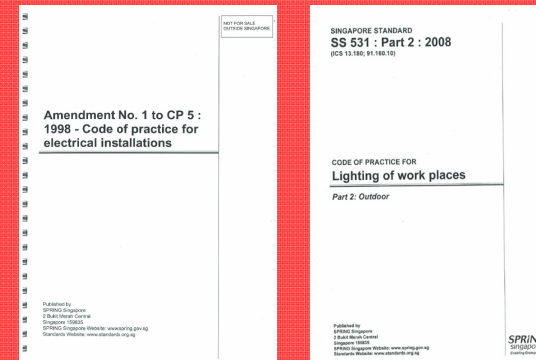 NOT FOR SALE
OUTSIDE SINGAPORE
Amendment No. 1 to CP 5 :
1998 - Code of practice for
electrical installations
Published by
SPRING Singapore
2 Bukit Merah Central
Singapore 159835
SPRING Singapore Website: www.spring.gov.sg
Standards Website: www.standards.org.sg
SINGAPORE STANDARD
SS 531 : Part 2 : 2008
(ICS 13.180; 91.160.10)
CODE OF PRACTICE FOR
Lighting of work places
Part 2: Outdoor
Published by
SPRING Singapore
2 Bukit Merah Central
Singapore 159835
SPRING Singapore Website: www.spring.gov.sg
Standards Website: www.standards.org.sg
SPRIN
singapo